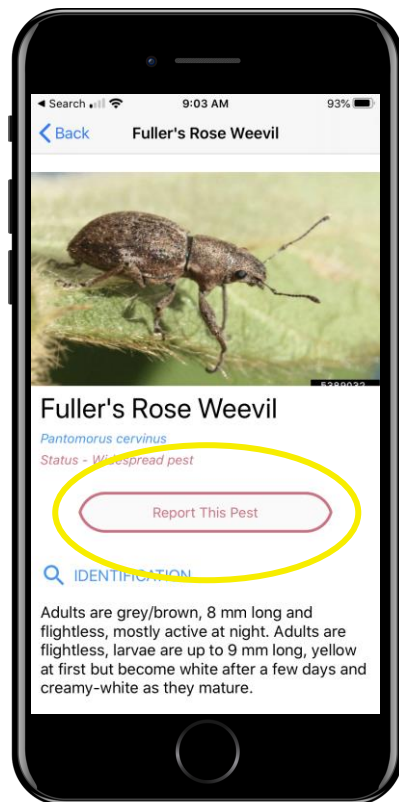 Search
9:03 AM
93%
Back
Fuller's Rose Weevil
5389032
Fuller's Rose Weevil
Pantomorus cervinus
Status - Widespread pest
Report This Pest
IDENTIFICATION
Adults are grey/brown, 8 mm long and
flightless, mostly active at night. Adults are
flightless, larvae are up to 9 mm long, yellow
at first but become white after a few days and
creamy-white as they mature.